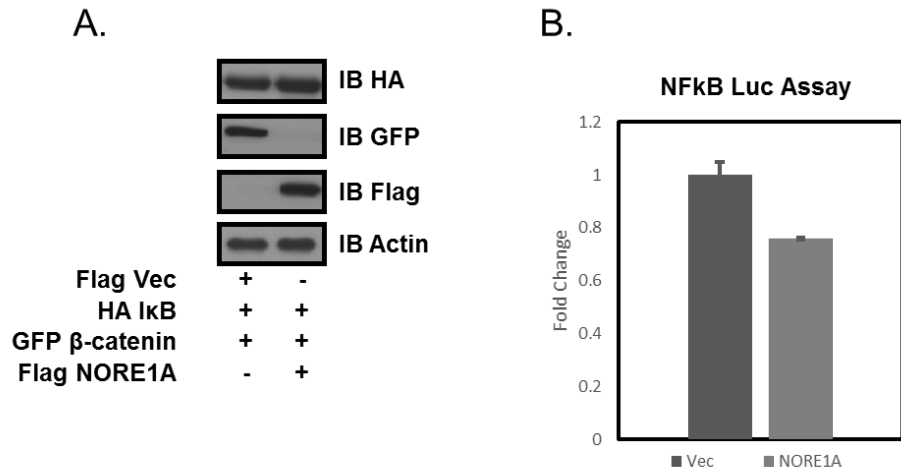 A.
IB HA
IB GFP
IB Flag
IB Actin
Flag Vec + -
HA IκB + +
GFP β-catenin + +
Flag NORE1A - +
B.
NFkB Luc Assay
Fold Change
1.2
1
0.8
0.6
0.4
0.2
0
Vec NORE1A